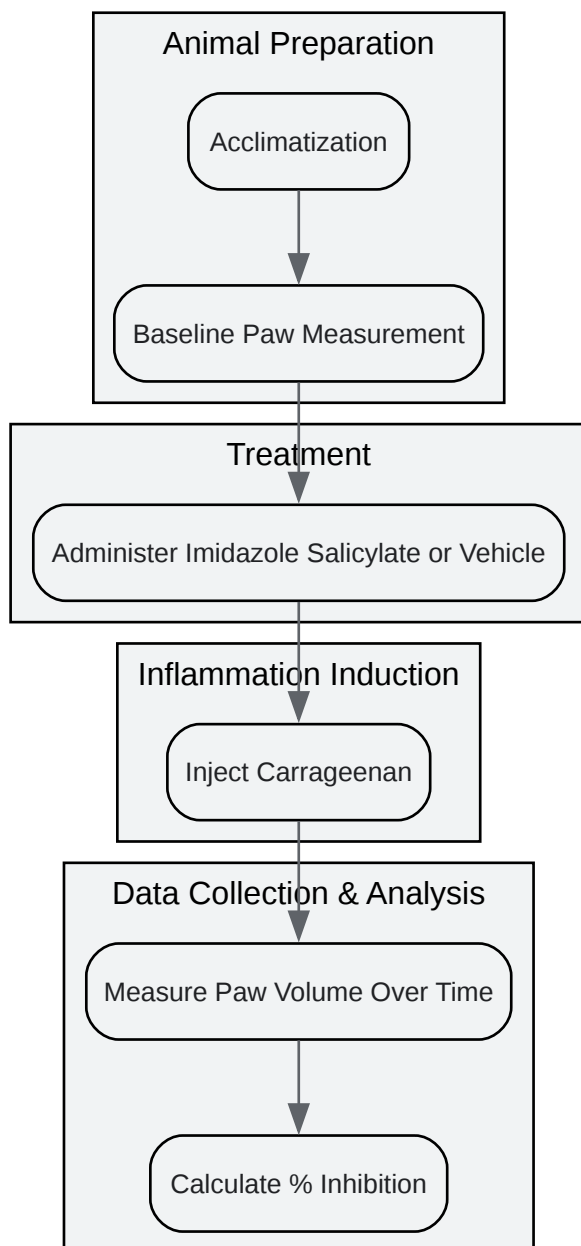 Animal Preparation
Acclimatization
Baseline Paw Measurement
Treatment
Administer Imidazole Salicylate or Vehicle
Inflammation Induction
Inject Carrageenan
Data Collection & Analysis
Measure Paw Volume Over Time
Calculate % Inhibition